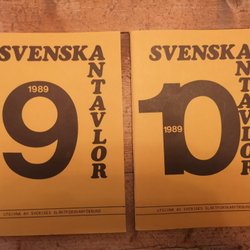 SVENSKA
ANTAVLOR
1989
9
UTGIVNA AV SVERIGES SLÄKTFORSKARFÖRBUND
SVENSKA
ANTAVLOR
1989
10
UTGIVNA AV SVERIGES SLÄKTFORSKARFÖRBUND